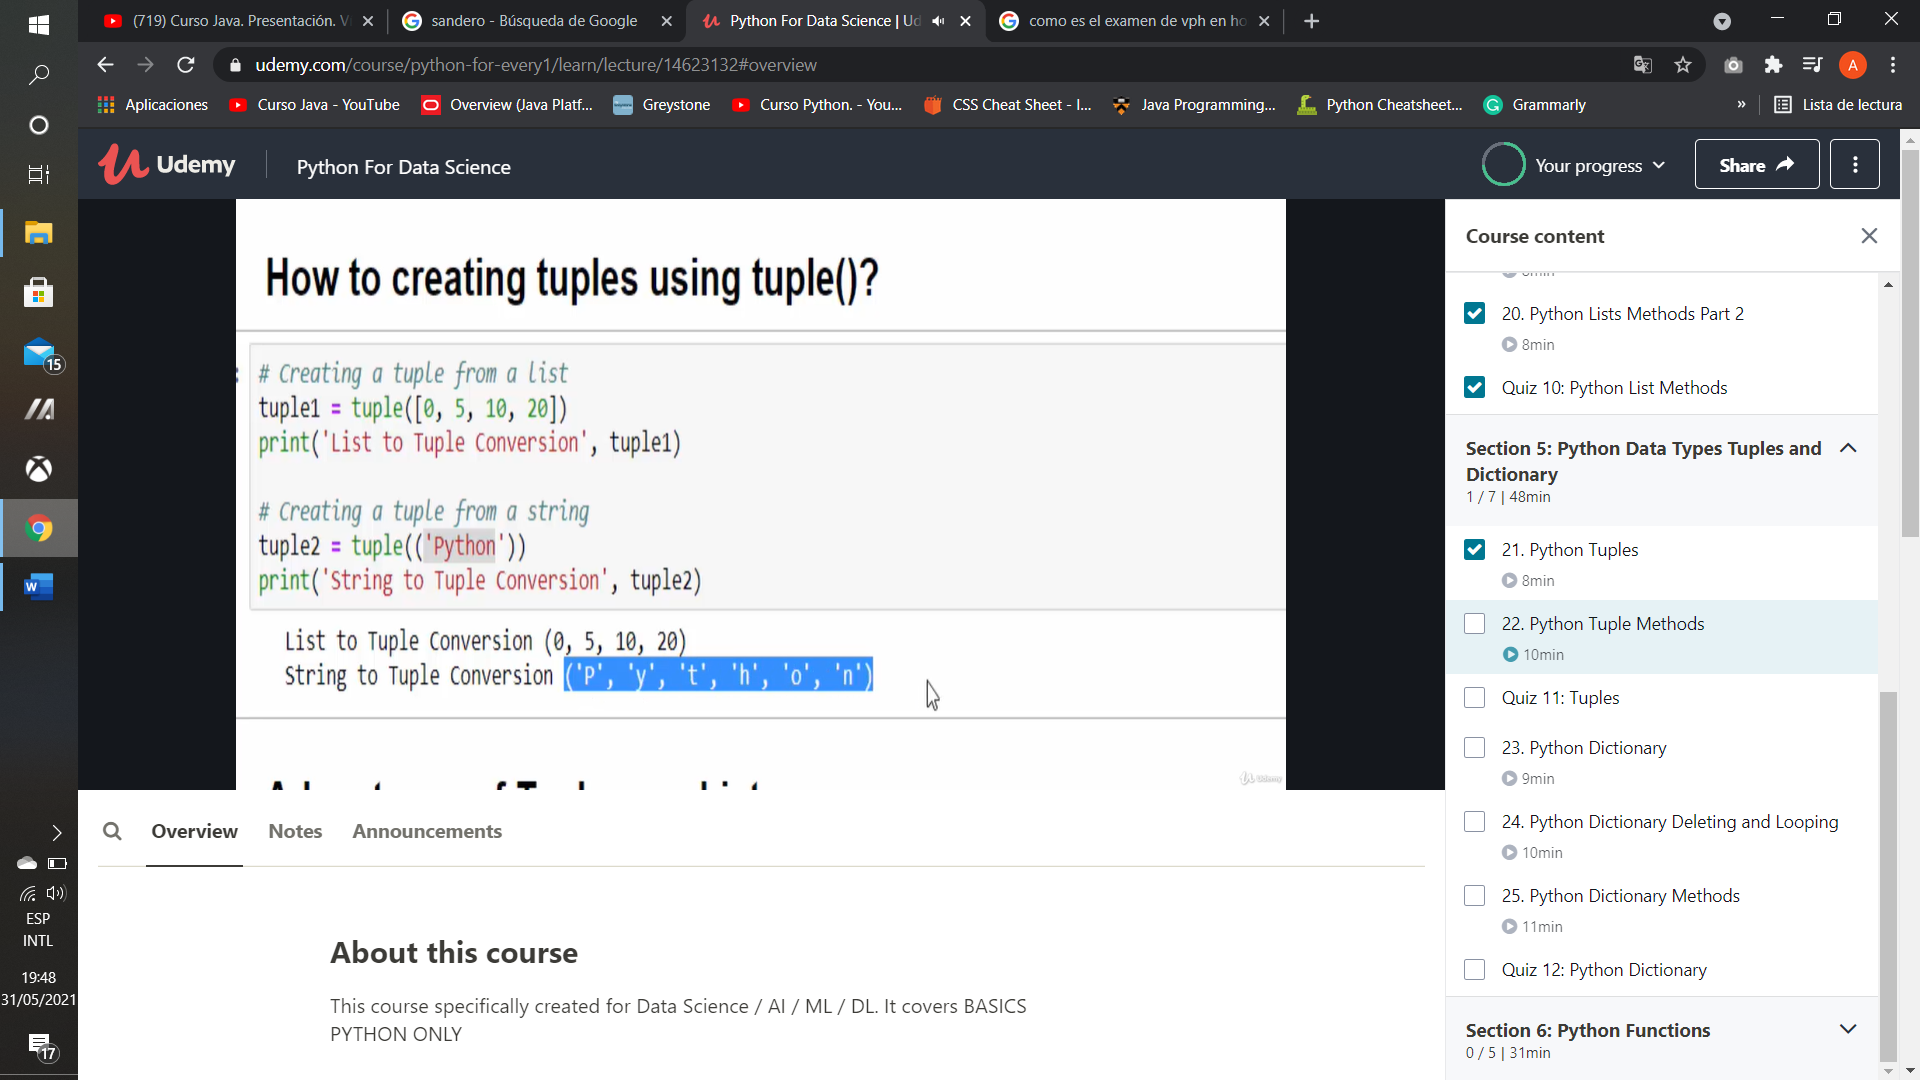 (719) Curso Java. Presentación. V
sandero - Búsqueda de Google
Python For Data Science | Ud
como es el examen de vph en ho
udemy.com/course/python-for-every1/learn/lecture/14623132#overview
A
Aplicaciones
Curso Java - YouTube
Overview (Java Platf...
Greystone
Curso Python. - You...
CSS Cheat Sheet - I...
Java Programming...
Python Cheatsheet...
Grammarly
»
Lista de lectura
Udemy
Python For Data Science
Your progress
Share
How to creating tuples using tuple()?
# Creating a tuple from a list
tuple1 = tuple([0, 5, 10, 20])
print('List to Tuple Conversion', tuple1)
# Creating a tuple from a string
tuple2 = tuple(('Python'))
print('String to Tuple Conversion', tuple2)
List to Tuple Conversion (0, 5, 10, 20)
String to Tuple Conversion ('P', 'y', 't', 'h', 'o', 'n')
Udemy
Overview
Notes
Announcements
About this course
This course specifically created for Data Science / AI / ML / DL. It covers BASICS
PYTHON ONLY
Course content
20. Python Lists Methods Part 2
8min
Quiz 10: Python List Methods
Section 5: Python Data Types Tuples and
Dictionary
1 / 7 | 48min
21. Python Tuples
8min
22. Python Tuple Methods
10min
Quiz 11: Tuples
23. Python Dictionary
9min
24. Python Dictionary Deleting and Looping
10min
25. Python Dictionary Methods
11min
Quiz 12: Python Dictionary
Section 6: Python Functions
0 / 5 | 31min
15
W
ESP
INTL
19:48
31/05/2021
17